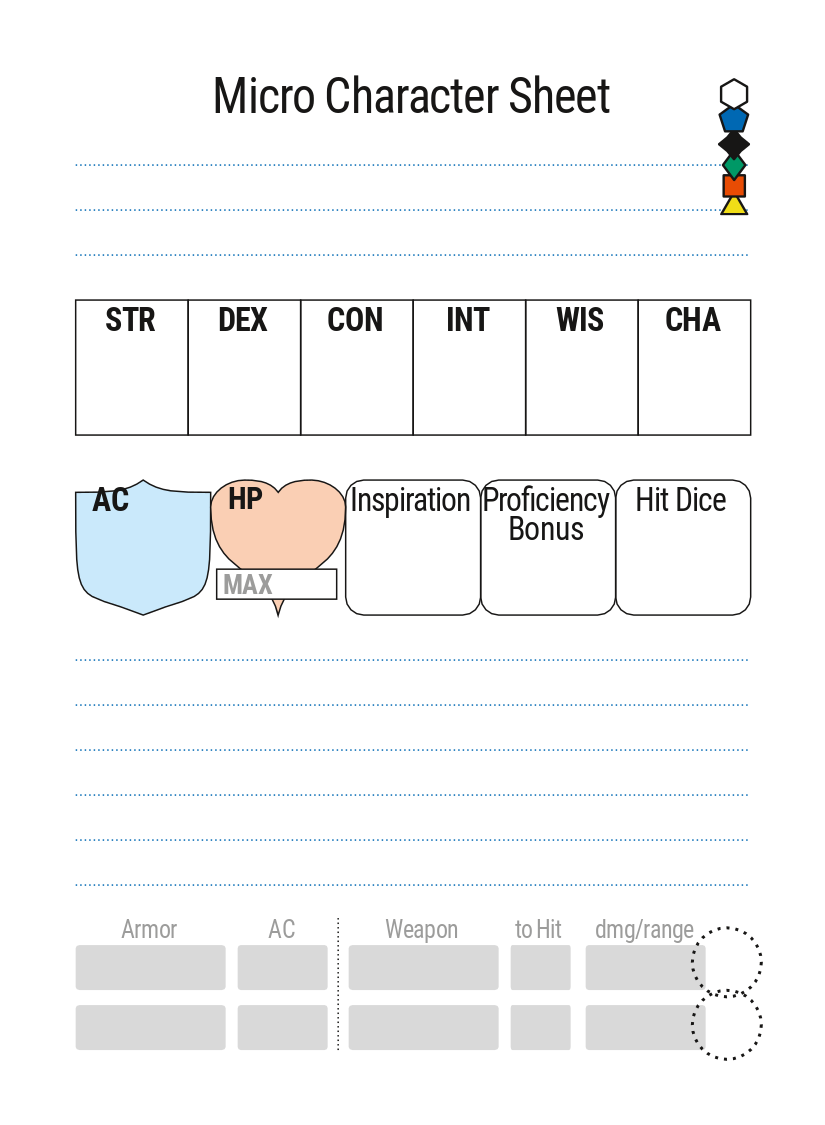 Micro Character Sheet
STR DEX CON INT WIS CHA
AC HP Inspiration Proficiency Hit Dice
Bonus
MAX
Armor AC Weapon to Hit dmg/range